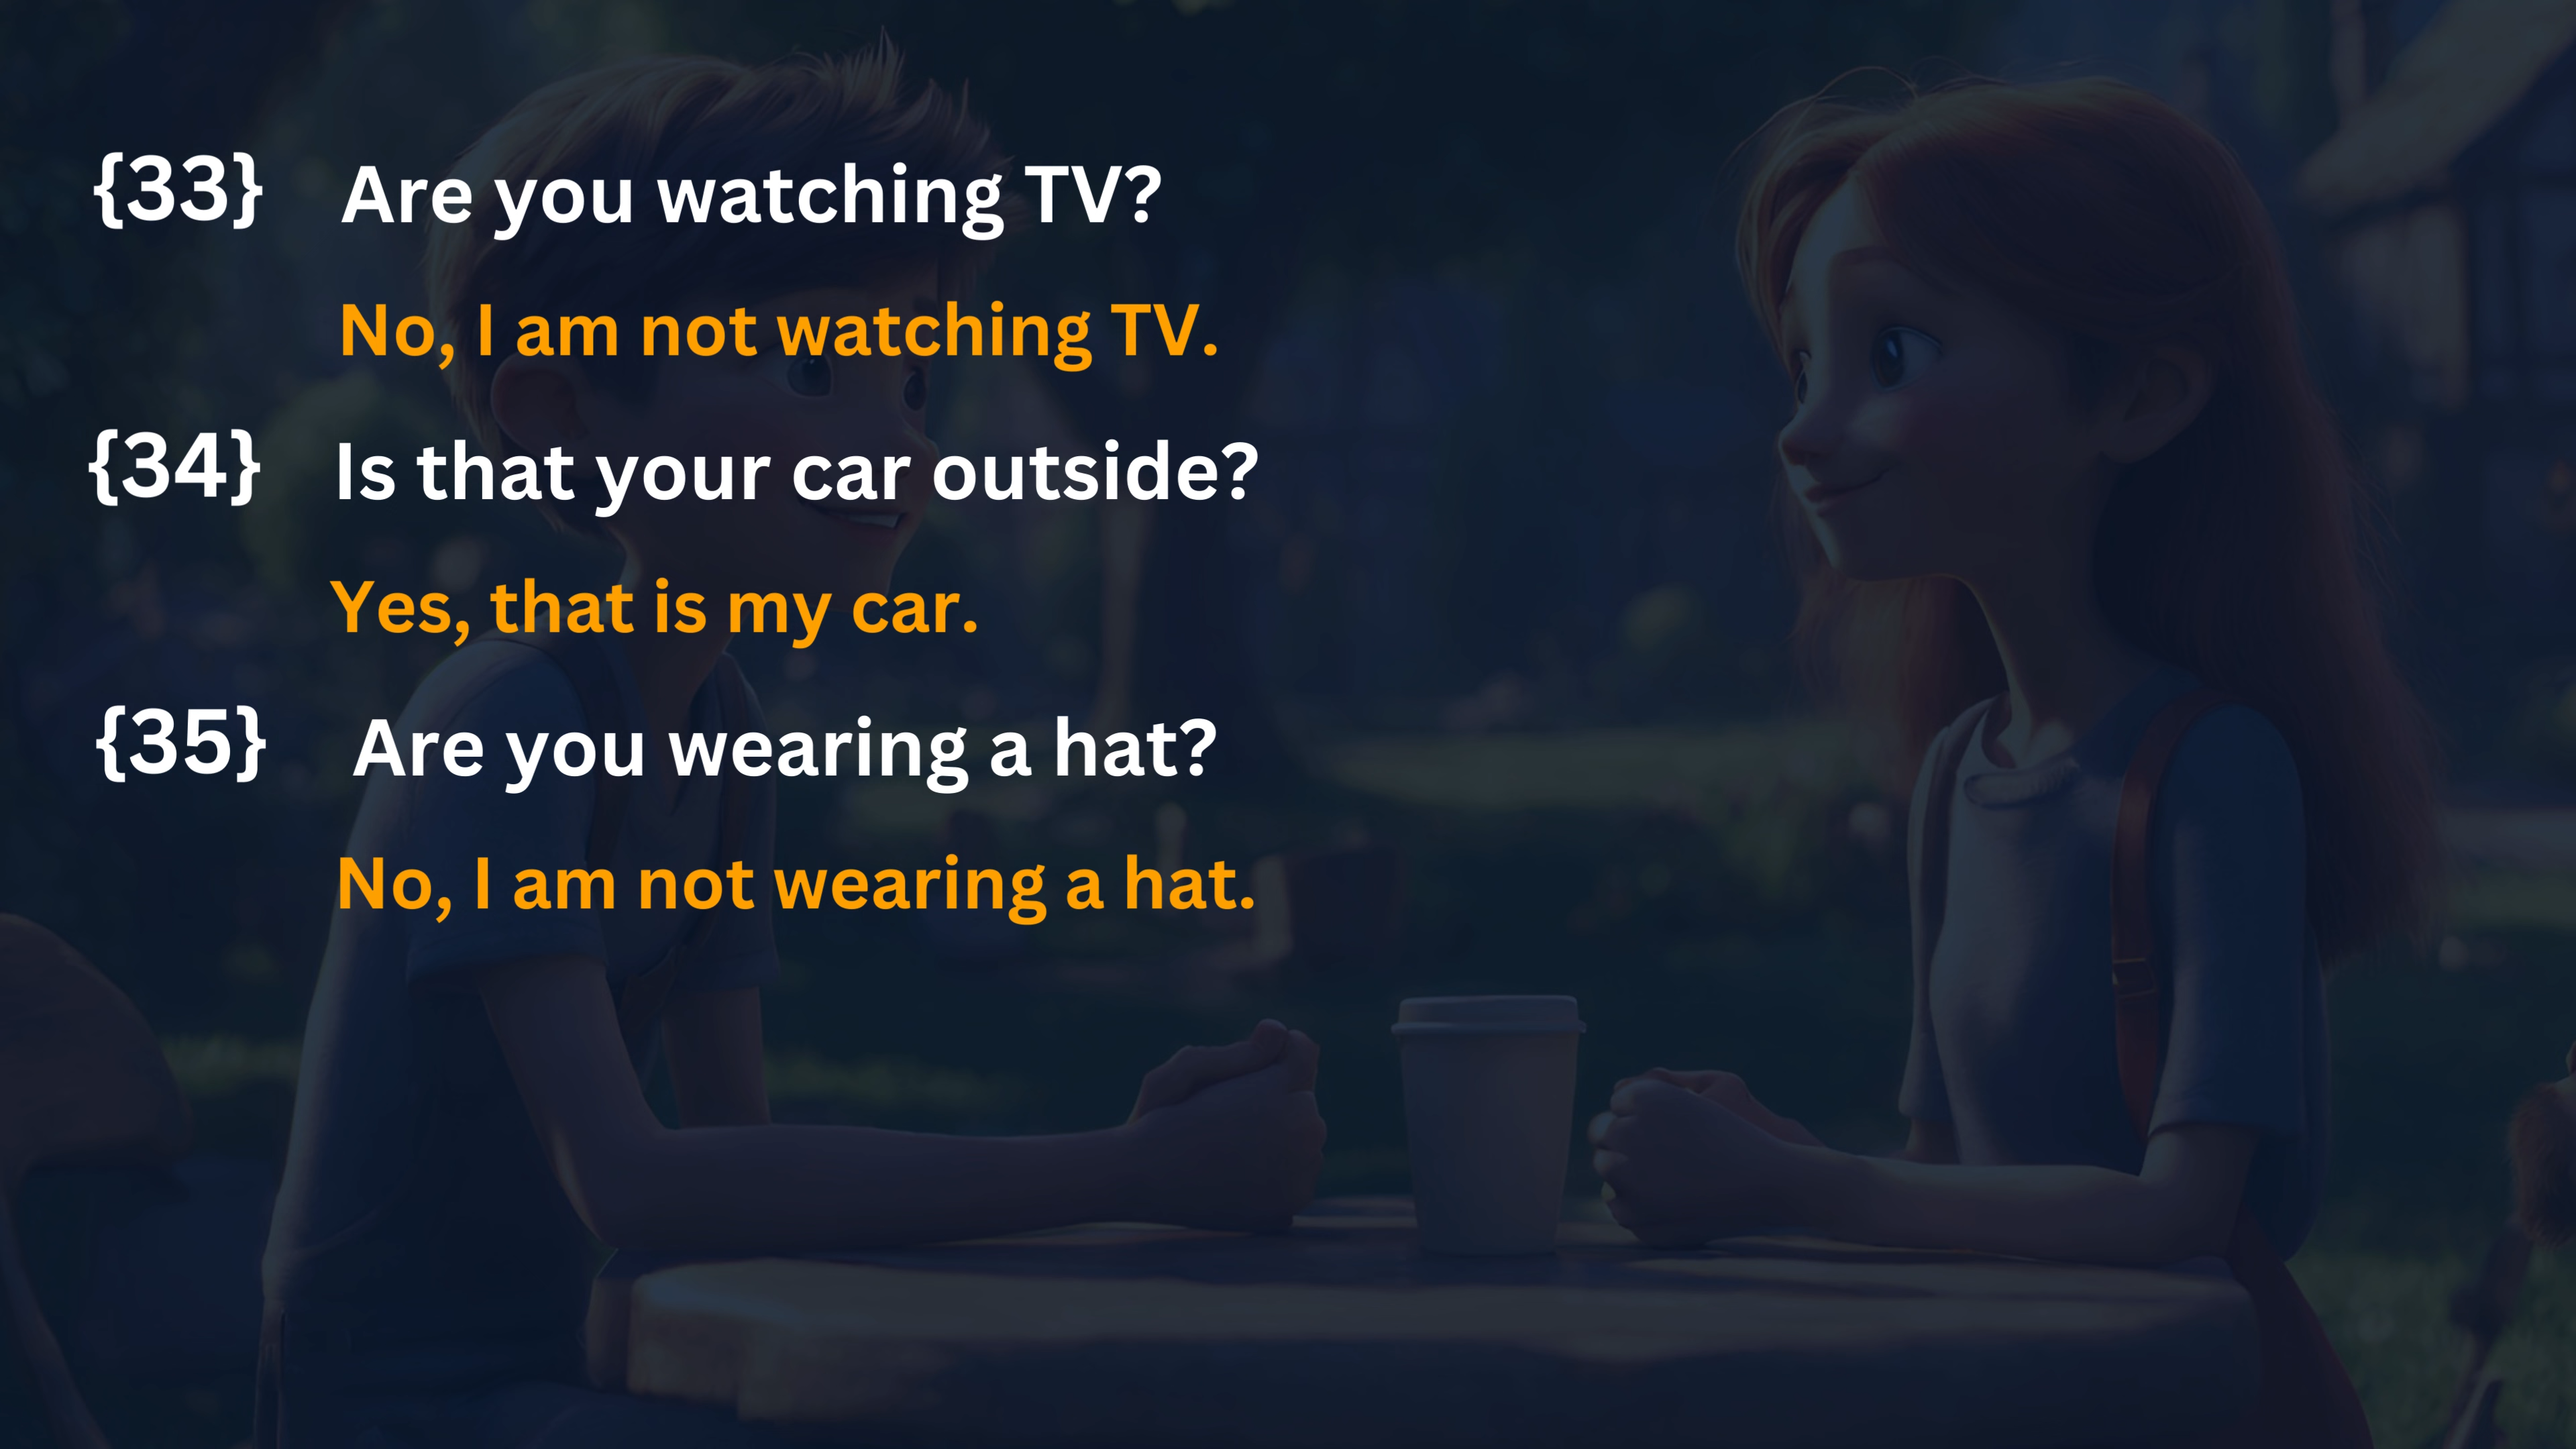 {33} Are you watching TV?
No, I am not watching TV.
{34} Is that your car outside?
Yes, that is my car.
{35} Are you wearing a hat?
No, I am not wearing a hat.